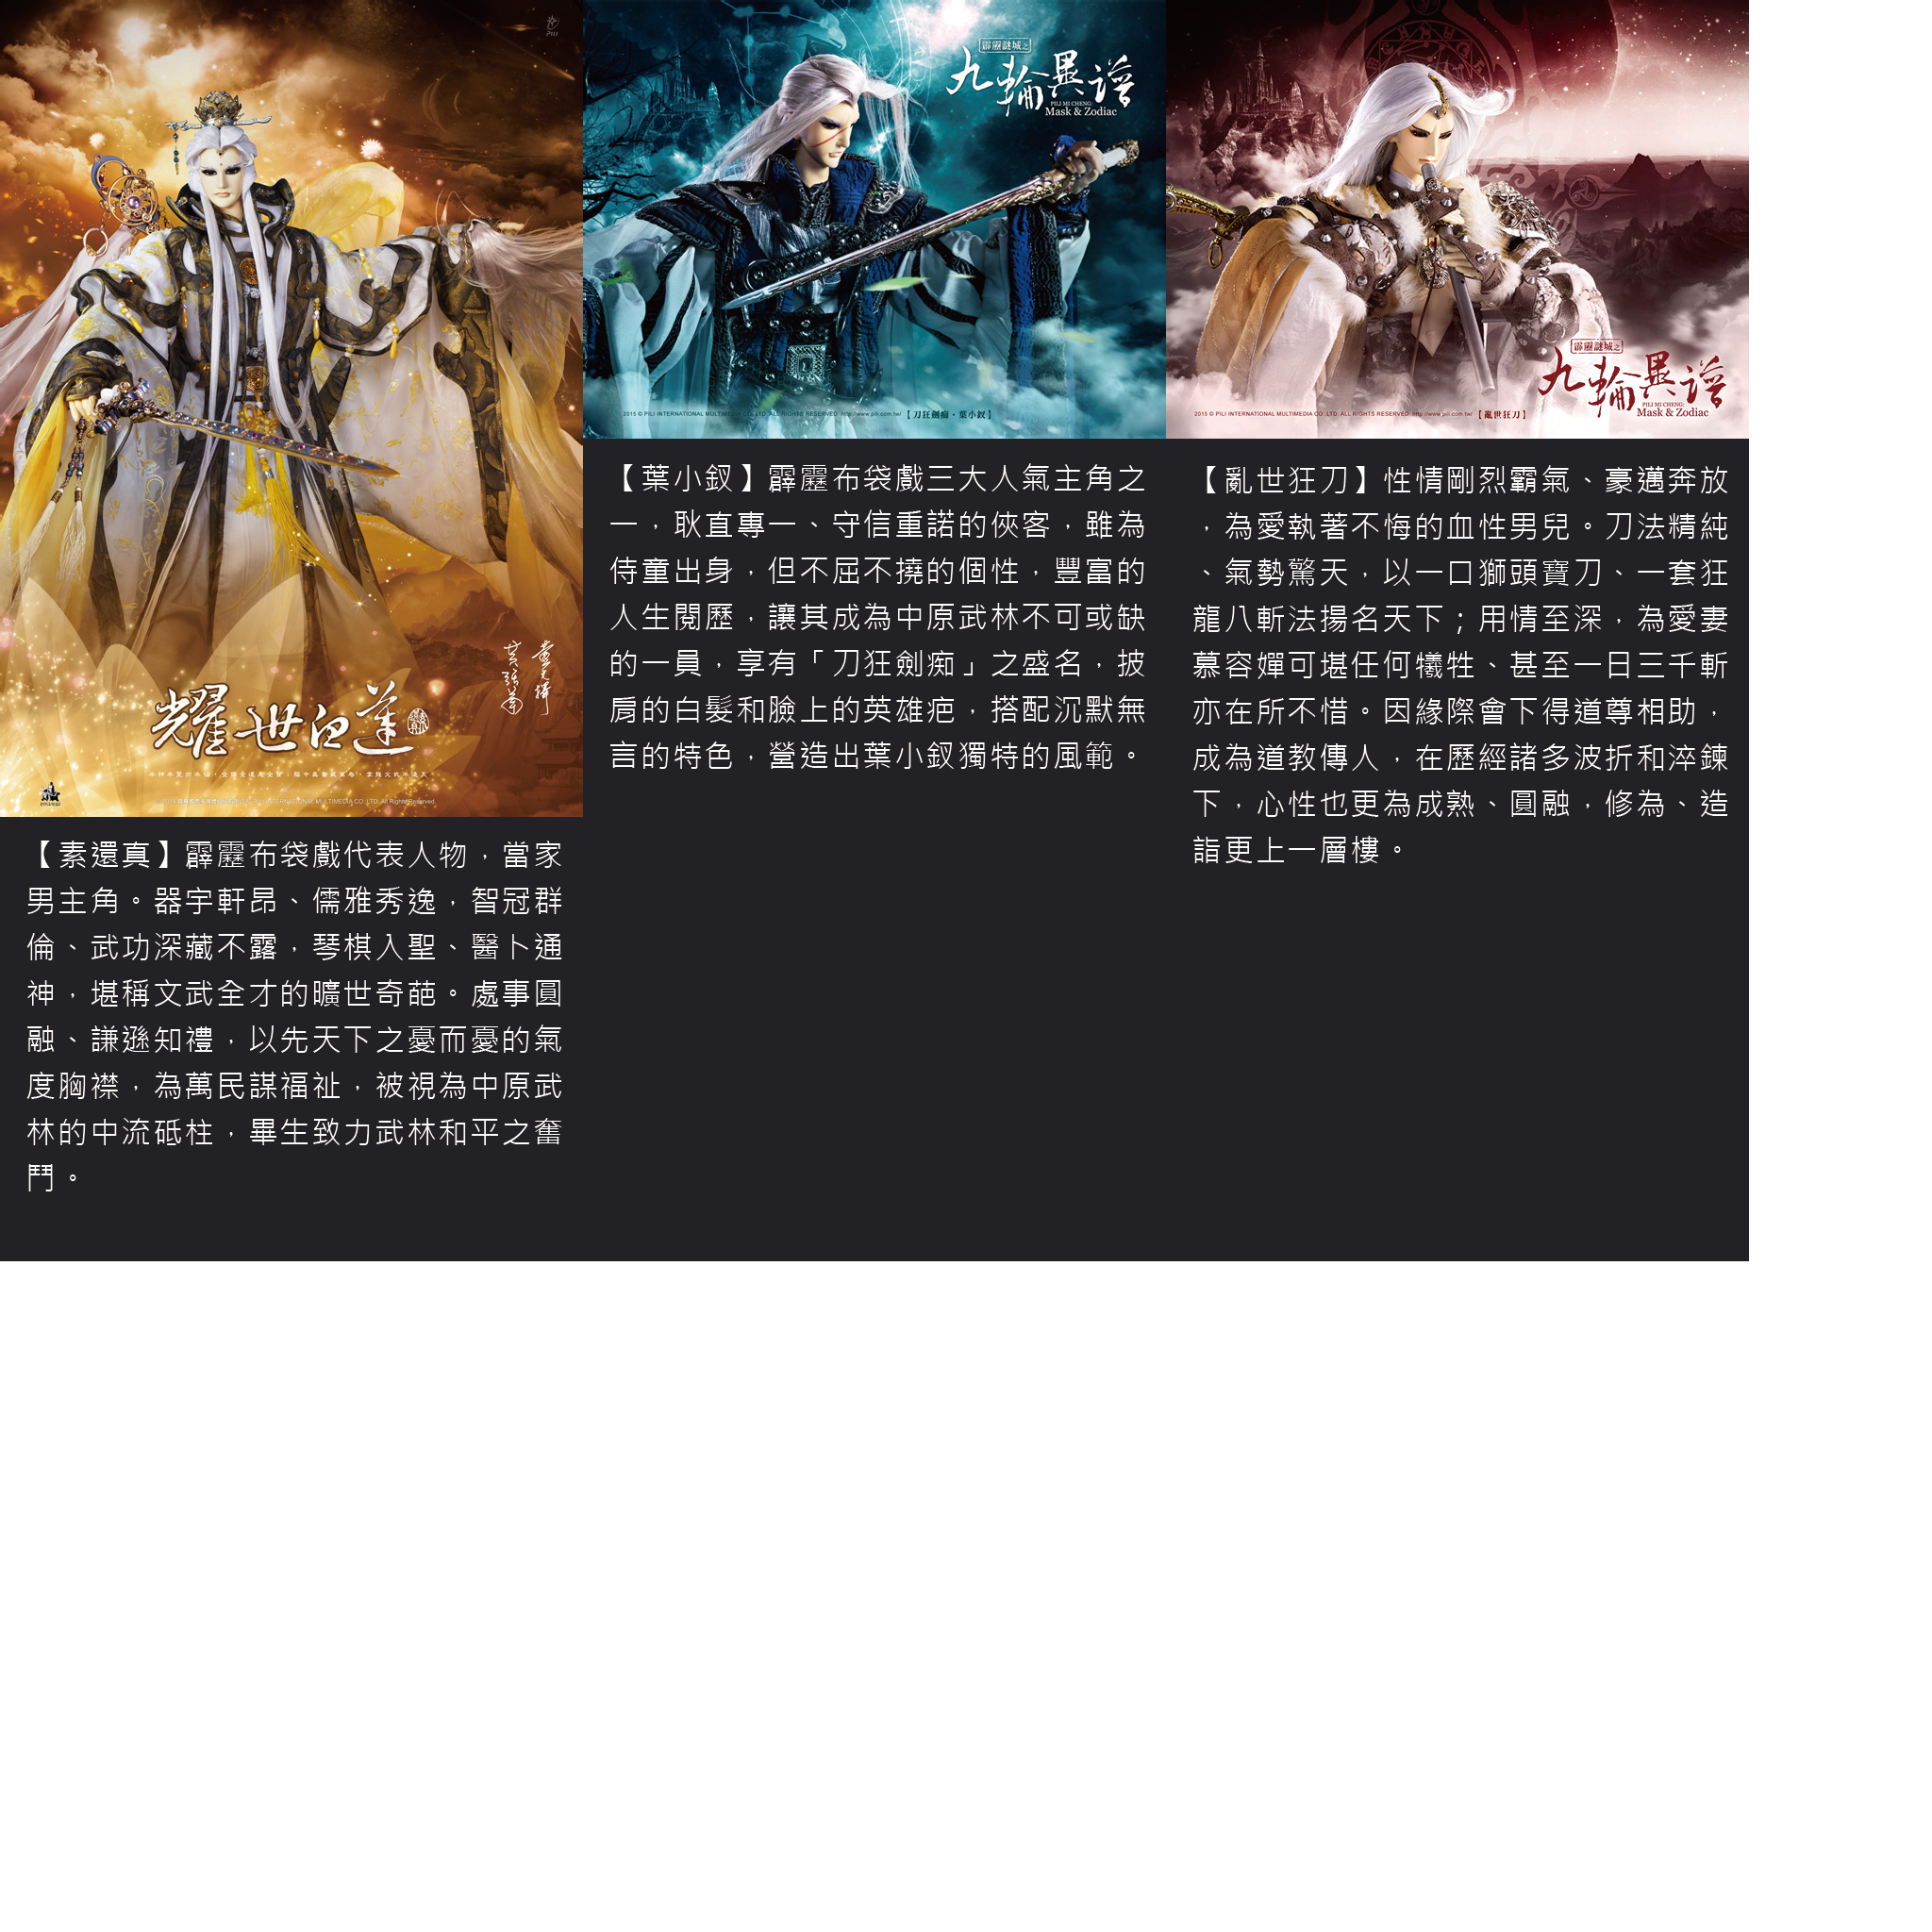 PILI
耀世白蓮
【素還真】霹靂布袋戲代表人物，當家
男主角。器宇軒昂、儒雅秀逸，智冠群
倫、武功深藏不露，琴棋入聖、醫卜通
神，堪稱文武全才的曠世奇葩。處事圓
融、謙遜知禮，以先天下之憂而憂的氣
度胸襟，為萬民謀福祉，被視為中原武
林的中流砥柱，畢生致力武林和平之奮
鬥。
霹靂謎城之
九輪異譜
PILI MI CHENG:
Mask & Zodiac
2015 © PILI INTERNATIONAL MULTIMEDIA CO.,LTD. ALL RIGHTS RESERVED. http://www.pili.com.tw/【刀狂劍痴・葉小釵】
【葉小釵】霹靂布袋戲三大人氣主角之
一，耿直專一、守信重諾的俠客，雖為
侍童出身，但不屈不撓的個性，豐富的
人生閱歷，讓其成為中原武林不可或缺
的一員，享有「刀狂劍痴」之盛名，披
肩的白髮和臉上的英雄疤，搭配沉默無
言的特色，營造出葉小釵獨特的風範。
霹靂謎城之
九輪異譜
PILI MI CHENG:
Mask & Zodiac
2015 © PILI INTERNATIONAL MULTIMEDIA CO.,LTD. ALL RIGHTS RESERVED. http://www.pili.com.tw/【亂世狂刀】
【亂世狂刀】性情剛烈霸氣、豪邁奔放
，為愛執著不悔的血性男兒。刀法精純
、氣勢驚天，以一口獅頭寶刀、一套狂
龍八斬法揚名天下；用情至深，為愛妻
慕容嬋可堪任何犧牲、甚至一日三千斬
亦在所不惜。因緣際會下得道尊相助，
成為道教傳人，在歷經諸多波折和淬鍊
下，心性也更為成熟、圓融，修為、造
詣更上一層樓。